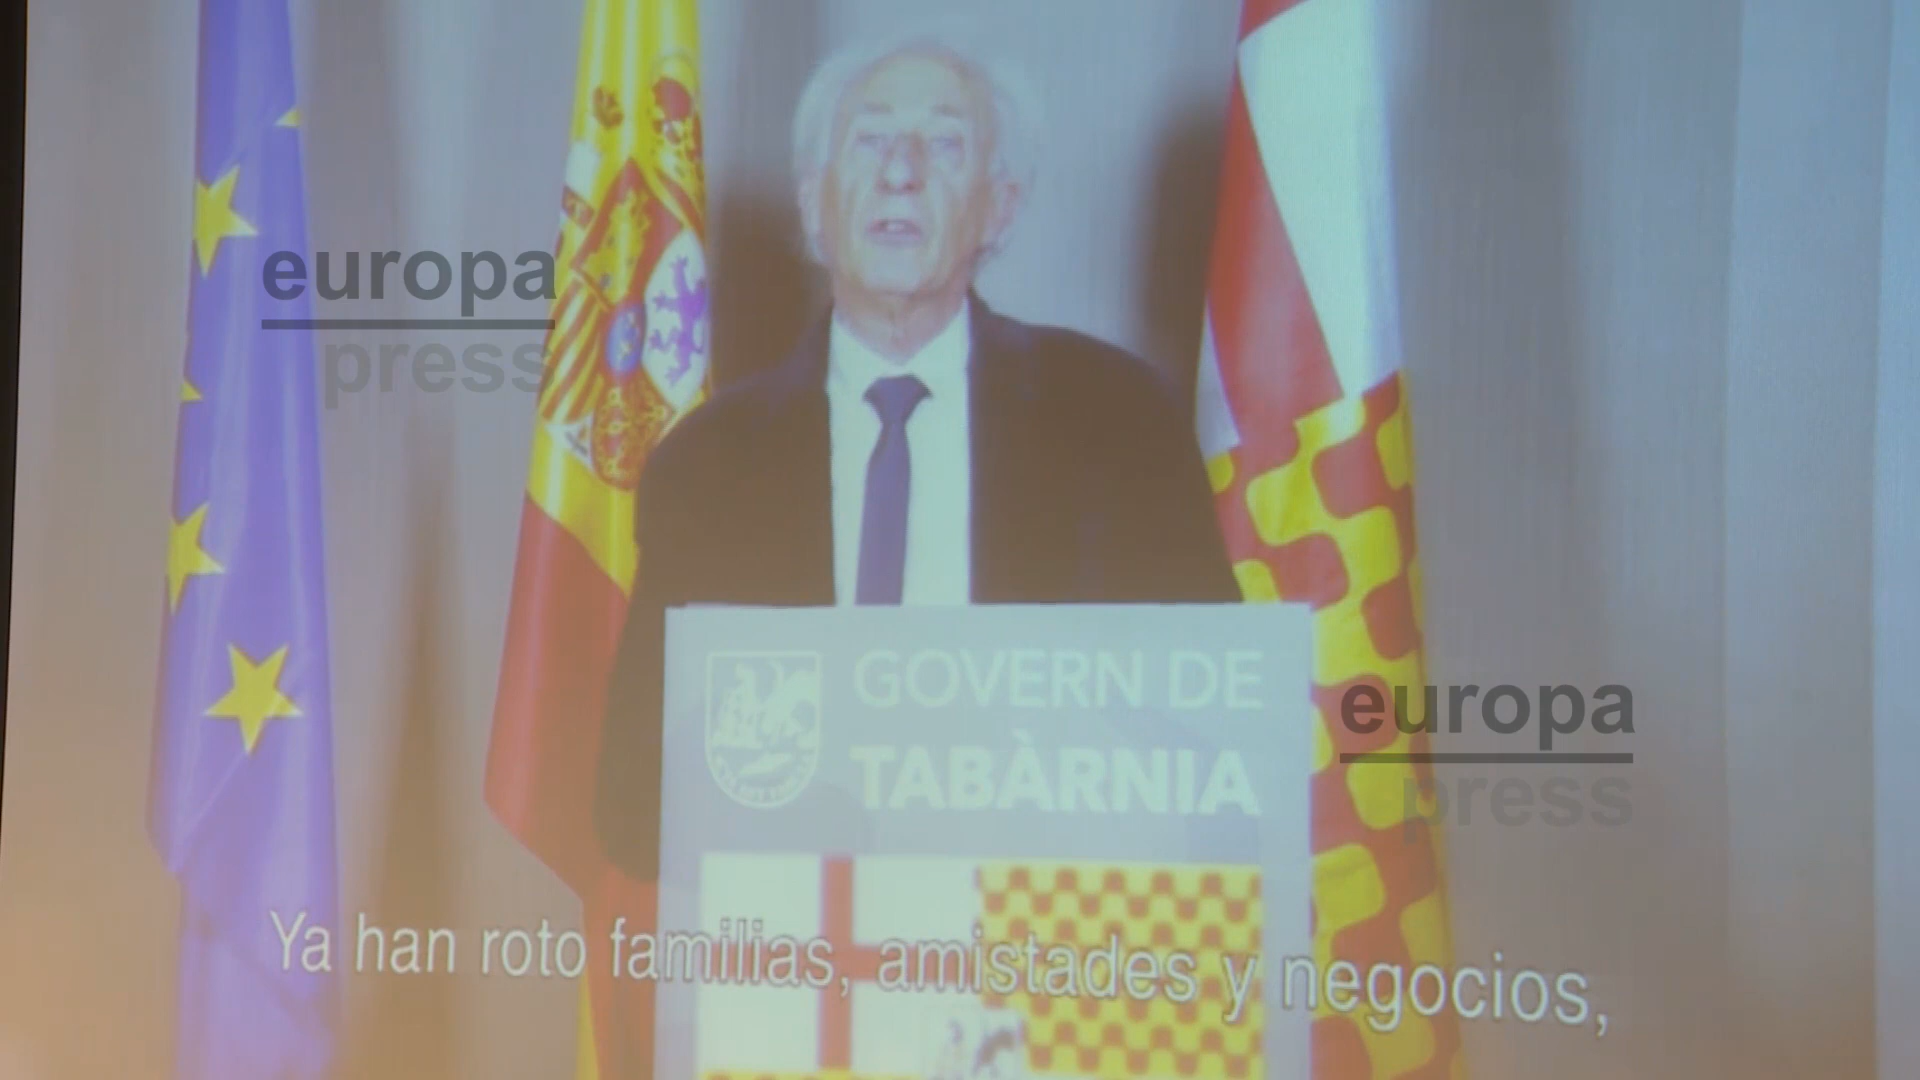 europa
press
GOVERN DE
TABÀRNIA
europa
press
Ya han roto familias, amistades y negocios,